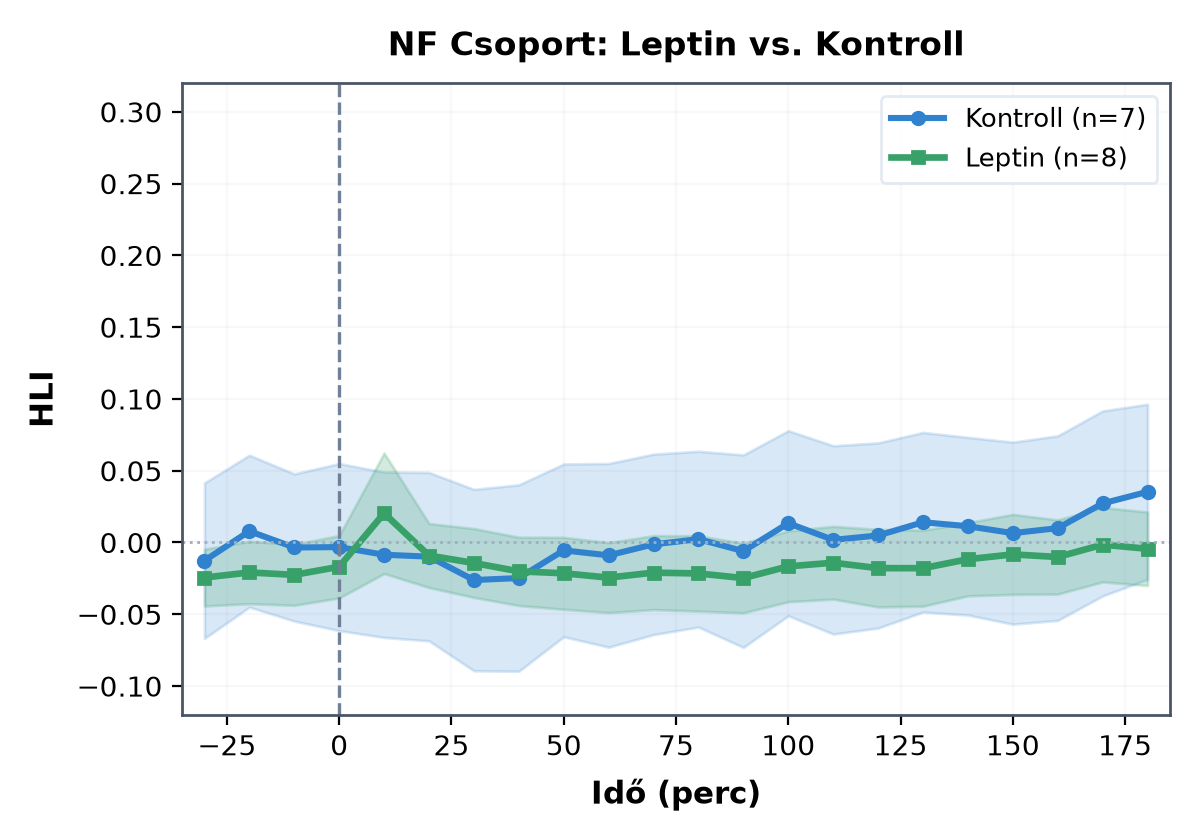 NF Csoport: Leptin vs. Kontroll
Kontroll (n=7)
Leptin (n=8)
HLI
0.30
0.25
0.20
0.15
0.10
0.05
0.00
−0.05
−0.10
−25 0 25 50 75 100 125 150 175
Idő (perc)